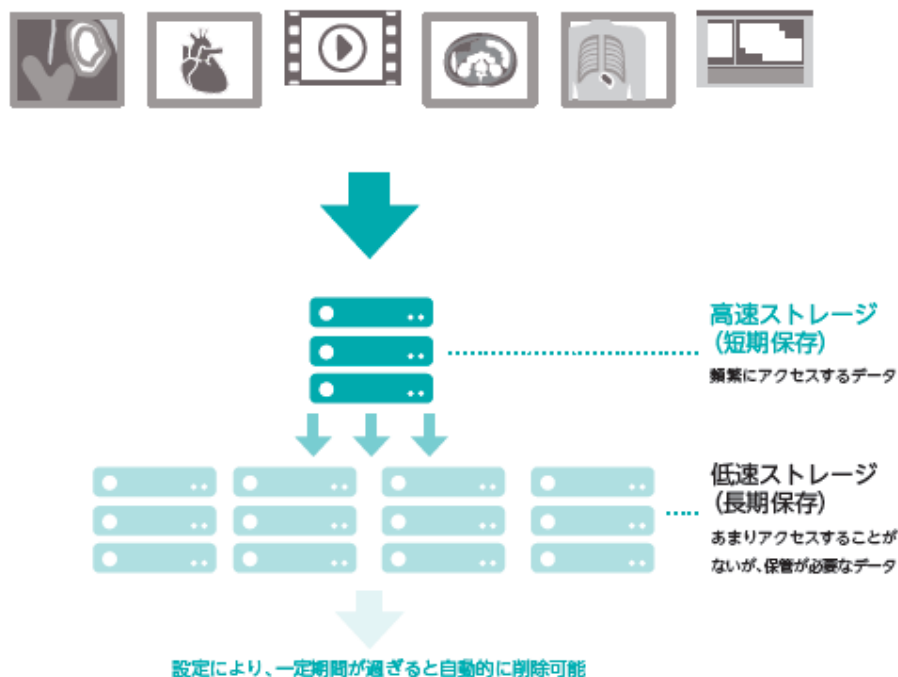 高速ストレージ
(短期保存)
頻繁にアクセスするデータ
低速ストレージ
(長期保存)
あまりアクセスすることが
ないが、保管が必要なデータ
設定により、一定期間が過ぎると自動的に削除可能